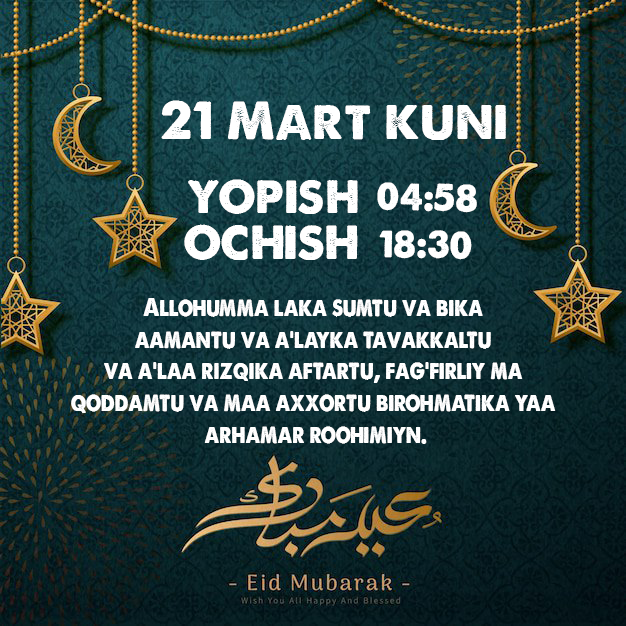 21 MART KUNI
YOPISH 04:58
OCHISH 18:30
ALLOHUMMA LAKA SUMTU VA BIKA
AAMANTU VA A'LAYKA TAVAKKALTU
VA A'LAA RIZQIKA AFTARTU, FAG'FIRLIY MA
QODDAMTU VA MAA AXXORTU BIROHMATIKA YAA
ARHAMAR ROOHIMIYN.
عيد مبارك
- Eid Mubarak -
Wish You All Happy And Blessed